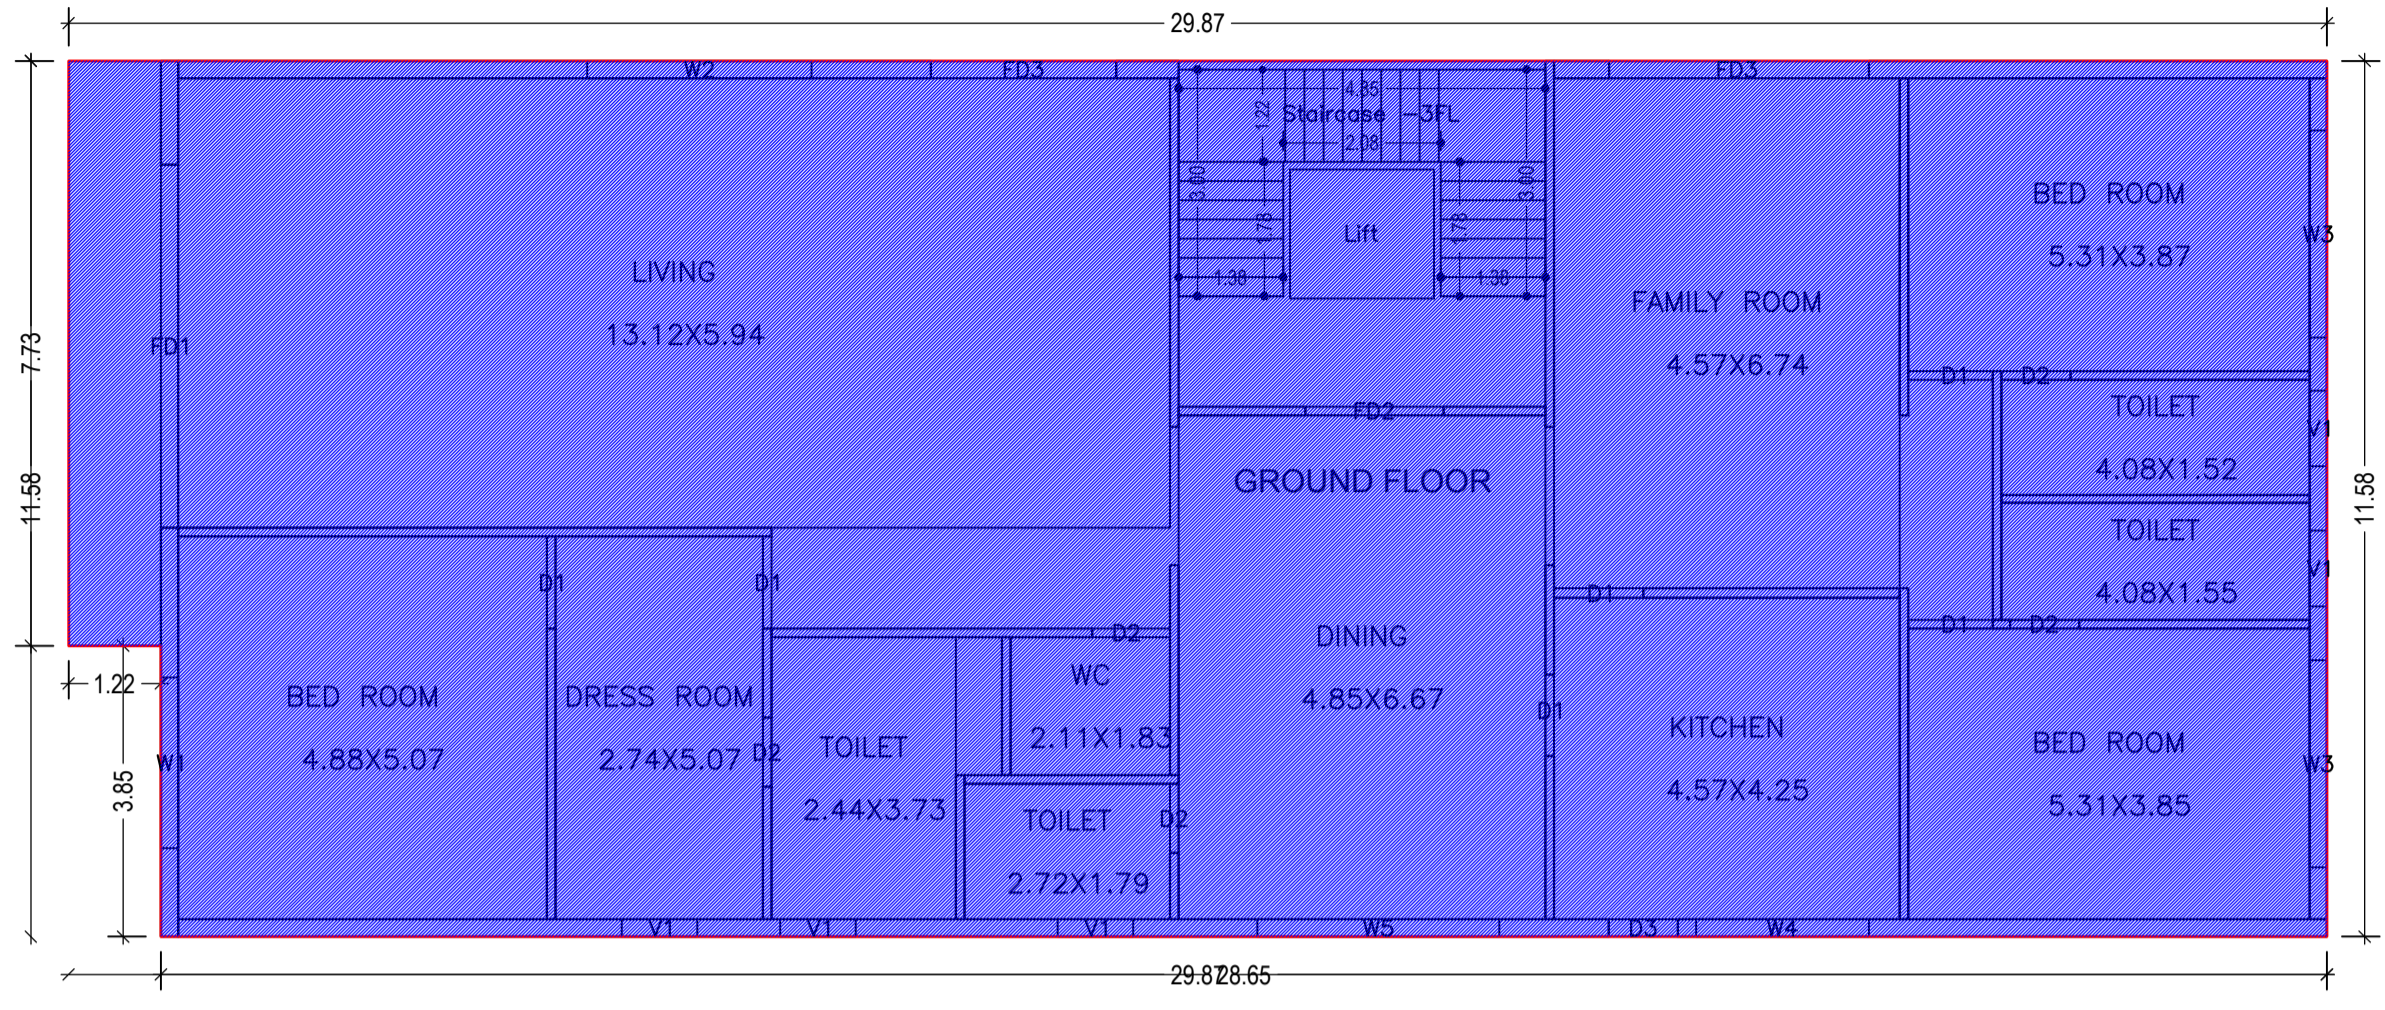 29.87
W2
FD3
FD3
4.85
1.22
Staircase -3FL
2.08
3.00
3.00
1.78
1.78
Lift
1.38
1.38
BED ROOM
5.31X3.87
W3
LIVING
13.12X5.94
FAMILY ROOM
4.57X6.74
FD1
7.73
D1
D2
TOILET
4.08X1.52
V1
FD2
GROUND FLOOR
11.58
11.58
TOILET
4.08X1.55
V1
D1
D1
D1
D1
D2
D2
DINING
4.85X6.67
WC
2.11X1.83
1.22
BED ROOM
4.88X5.07
DRESS ROOM
2.74X5.07
D2
TOILET
2.44X3.73
D1
KITCHEN
4.57X4.25
BED ROOM
5.31X3.85
W3
W1
3.85
TOILET
2.72X1.79
D2
V1
V1
V1
W5
D3
W4
29.87
28.65